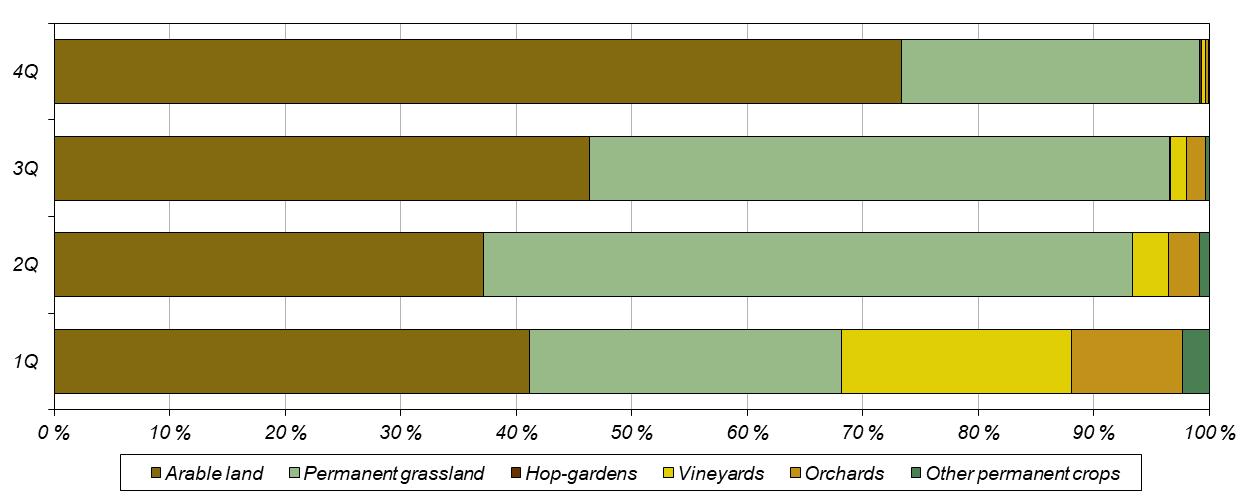 4Q
3Q
2Q
1Q
0 % 10 % 20 % 30 % 40 % 50 % 60 % 70 % 80 % 90 % 100 %
Arable land Permanent grassland Hop-gardens Vineyards Orchards Other permanent crops